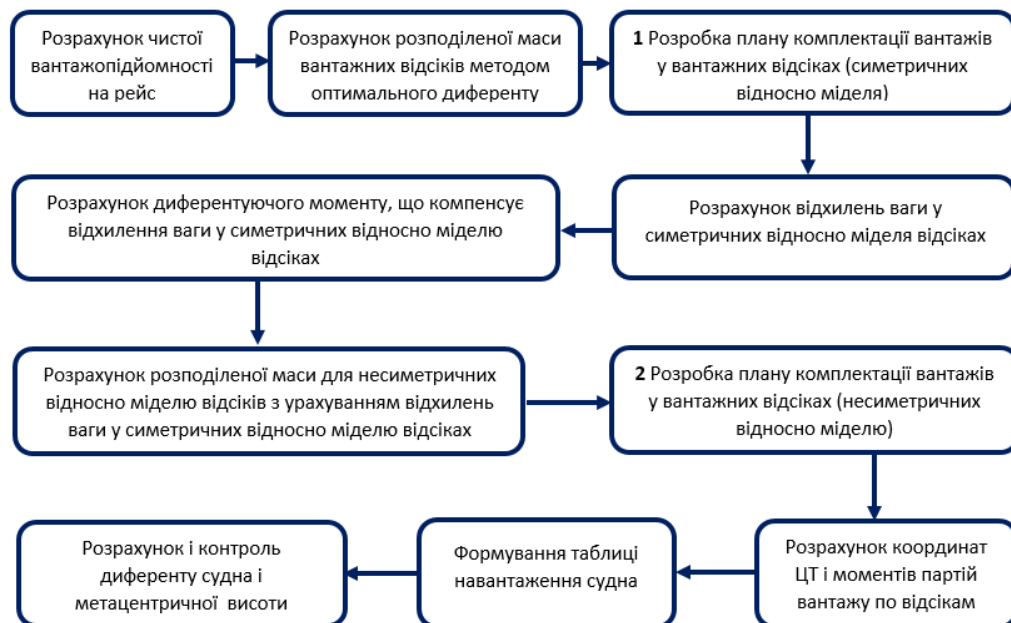 Розрахунок чистої
вантажопідйомності
на рейс
Розрахунок розподіленої маси
вантажних відсіків методом
оптимального диференту
1 Розробка плану комплектації вантажів
у вантажних відсіках (симетричних
відносно міделя)
Розрахунок відхилень ваги у
симетричних відносно міделя відсіках
Розрахунок диферентуючого моменту, що компенсує
відхилення ваги у симетричних відносно міделю
відсіках
Розрахунок розподіленої маси для несиметричних
відносно міделю відсіків з урахуванням відхилень
ваги у симетричних відносно міделю відсіках
2 Розробка плану комплектації вантажів
у вантажних відсіках (несиметричних
відносно міделю)
Розрахунок координат
ЦТ і моментів партій
вантажу по відсікам
Формування таблиці
навантаження судна
Розрахунок і контроль
диференту судна і
метацентричної висоти